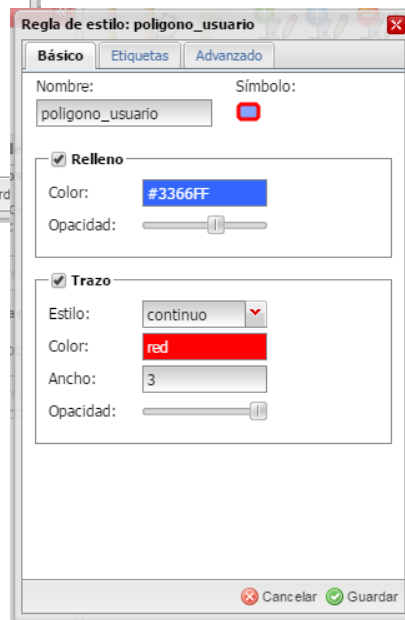 Regla de estilo: poligono_usuario
Básico Etiquetas Avanzado
Nombre: Símbolo:
poligono_usuario
Relleno
Color: #3366FF
Opacidad:
Trazo
Estilo: continuo
Color: red
Ancho: 3
Opacidad:
Cancelar Guardar